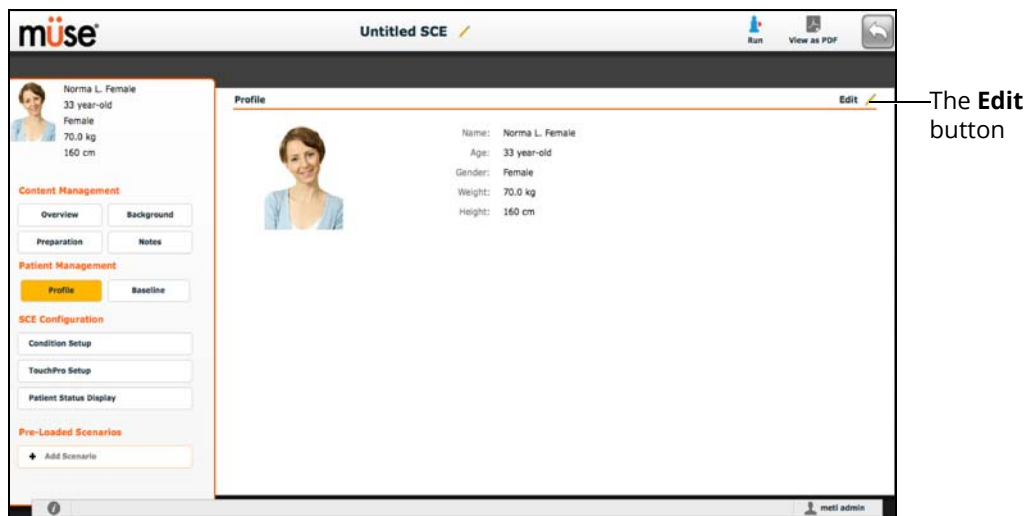 müse
Untitled SCE
Run
View as PDF
Norma L. Female
33 year-old
Female
70.0 kg
160 cm
Content Management
Overview
Background
Preparation
Notes
Patient Management
Profile
Baseline
SCE Configuration
Condition Setup
TouchPro Setup
Patient Status Display
Pre-Loaded Scenarios
+ Add Scenario
Profile
Edit
Name: Norma L. Female
Age: 33 year-old
Gender: Female
Weight: 70.0 kg
Height: 160 cm
The Edit
button
i
meti admin